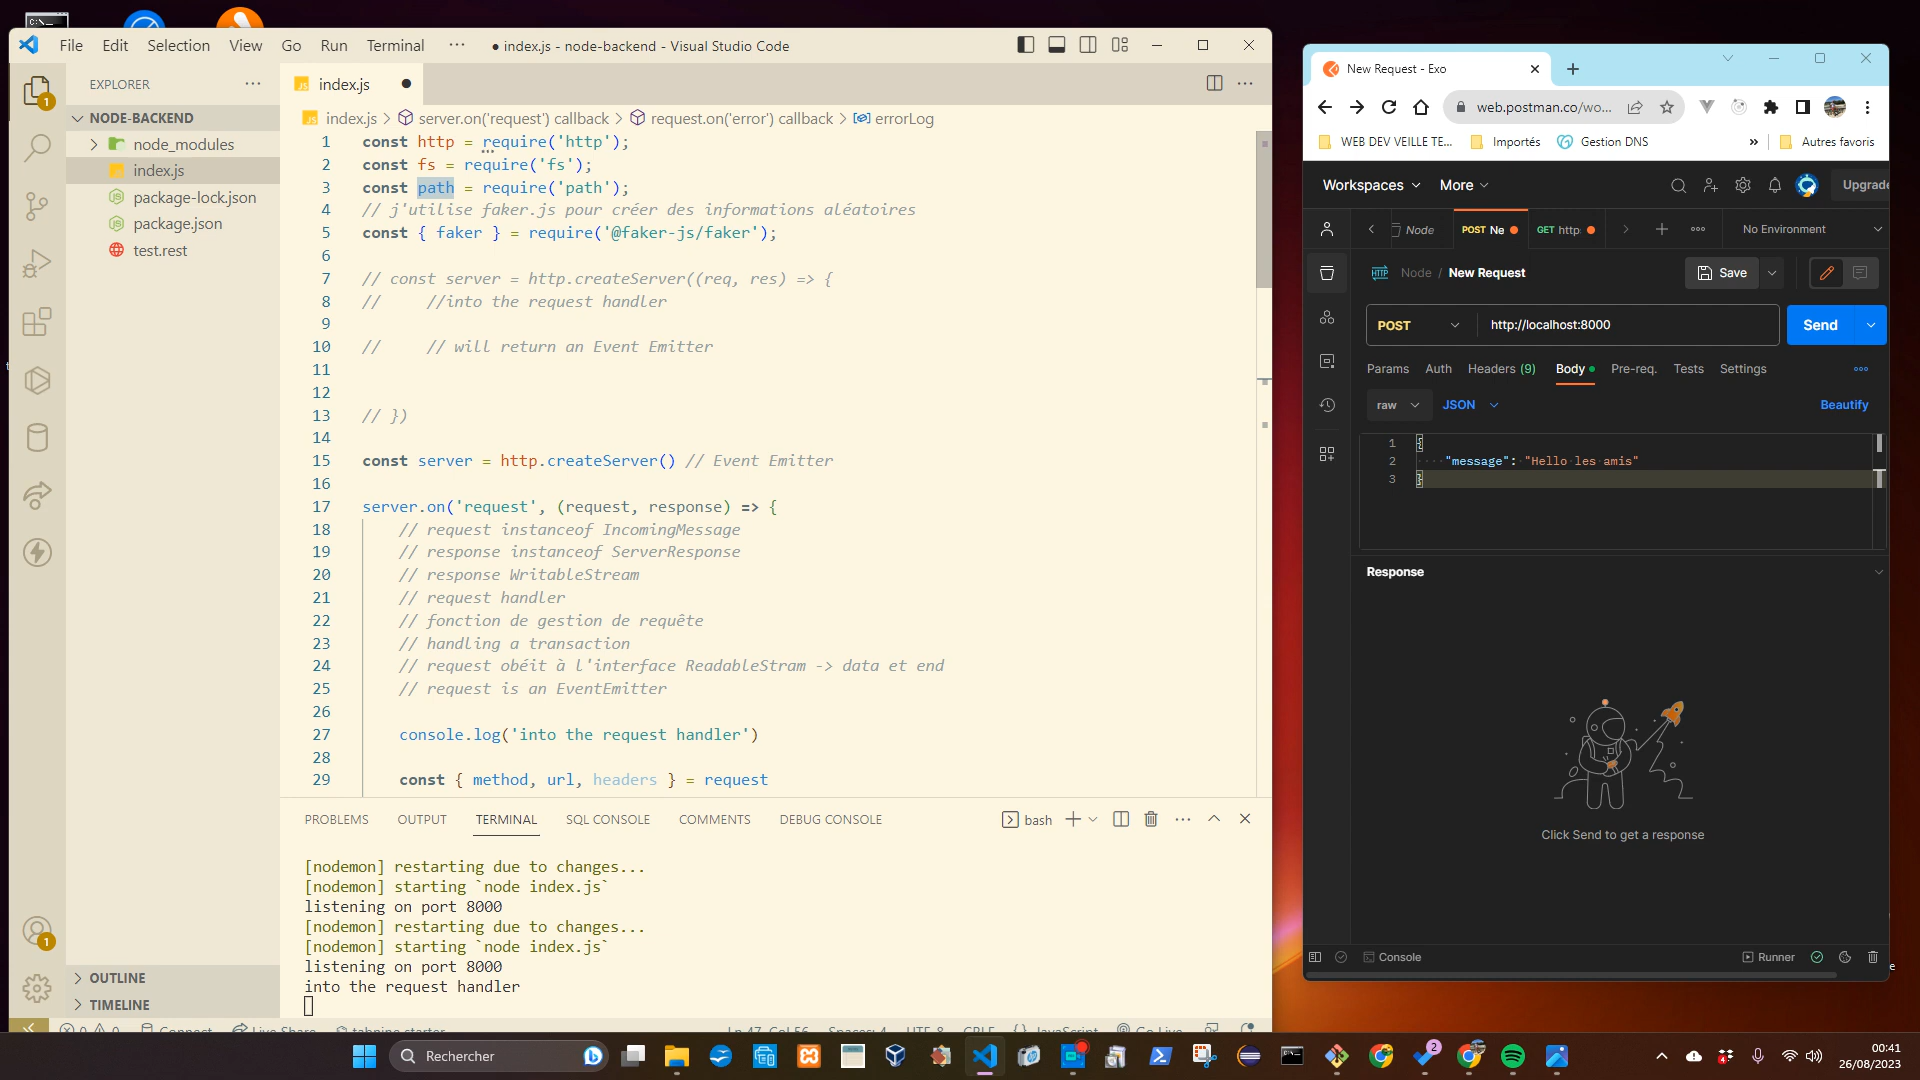 File Edit Selection View Go Run Terminal ··· ● index.js - node-backend - Visual Studio Code
EXPLORER ···
NODE-BACKEND
node_modules
index.js
package-lock.json
package.json
test.rest
OUTLINE
TIMELINE
1
1
index.js ●
index.js > server.on('request') callback > request.on('error') callback > errorLog
1 const http = require('http');
2 const fs = require('fs');
3 const path = require('path');
4 // j'utilise faker.js pour créer des informations aléatoires
5 const { faker } = require('@faker-js/faker');
6
7 // const server = http.createServer((req, res) => {
8 //     //into the request handler
9
10 //     // will return an Event Emitter
11
12
13 // })
14
15 const server = http.createServer() // Event Emitter
16
17 server.on('request', (request, response) => {
18 // request instanceof IncomingMessage
19 // response instanceof ServerResponse
20 // response WritableStream
21 // request handler
22 // fonction de gestion de requête
23 // handling a transaction
24 // request obéit à l'interface ReadableStram -> data et end
25 // request is an EventEmitter
26
27 console.log('into the request handler')
28
29 const { method, url, headers } = request
PROBLEMS OUTPUT TERMINAL SQL CONSOLE COMMENTS DEBUG CONSOLE bash
[nodemon] restarting due to changes...
[nodemon] starting `node index.js`
listening on port 8000
[nodemon] restarting due to changes...
[nodemon] starting `node index.js`
listening on port 8000
into the request handler
0 0 Connect Live Share tabnine starter Ln 47, Col 56 Spaces: 4 UTF-8 CRLF {} JavaScript Go Live
New Request - Exo
web.postman.co/wo...
WEB DEV VEILLE TE... Importés Gestion DNS » Autres favoris
Workspaces More Upgrade
Node POST Ne GET http: No Environment
HTTP Node / New Request Save
POST http://localhost:8000 Send
Params Auth Headers (9) Body Pre-req. Tests Settings
raw JSON Beautify
1 {
2 "message": "Hello les amis"
3 }
Response
Click Send to get a response
Console Runner
Rechercher
2
00:41
26/08/2023